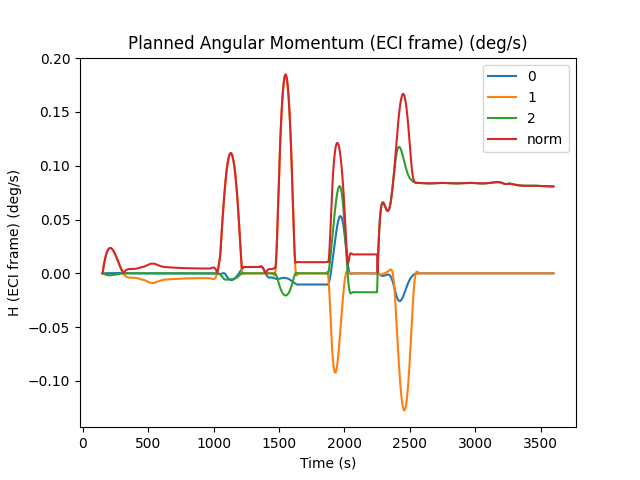 Planned Angular Momentum (ECI frame) (deg/s)
H (ECI frame) (deg/s)
0.20
0.15
0.10
0.05
0.00
−0.05
−0.10
0
1
2
norm
0 500 1000 1500 2000 2500 3000 3500
Time (s)